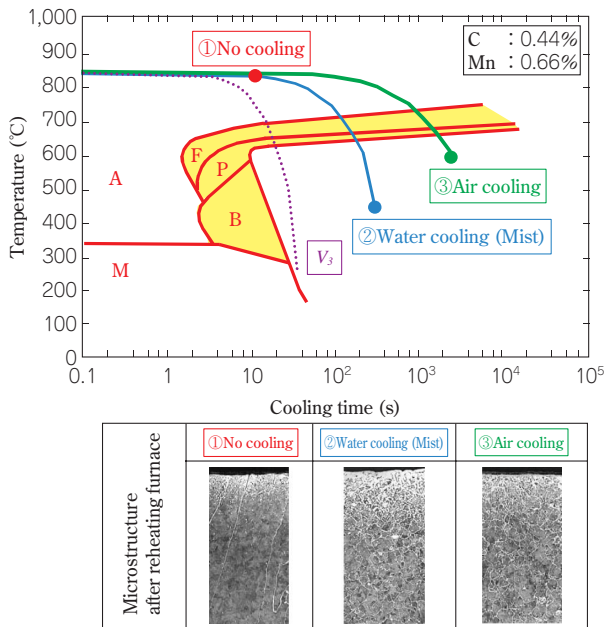 1,000
900
800
700
600
500
400
300
200
100
0
Temperature (℃)
①No cooling
C : 0.44%
Mn : 0.66%
F
P
A
B
M
V₃
③Air cooling
②Water cooling (Mist)
0.1 1 10 10² 10³ 10⁴ 10⁵
Cooling time (s)
①No cooling ②Water cooling (Mist) ③Air cooling
Microstructure
after reheating furnace